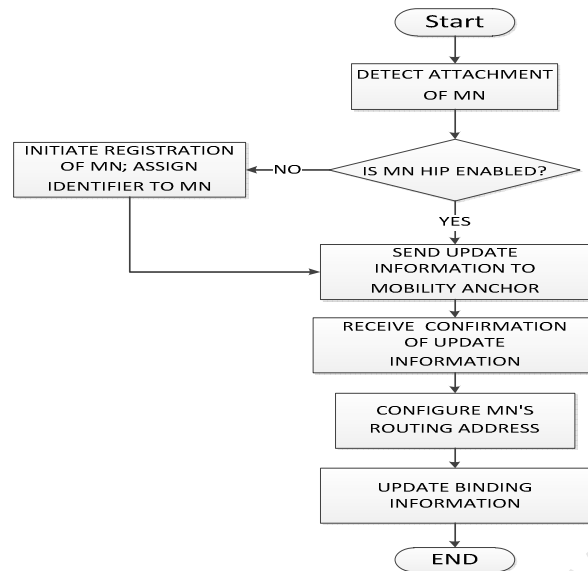 Start
DETECT ATTACHMENT
OF MN
IS MN HIP ENABLED?
NO
INITIATE REGISTRATION
OF MN; ASSIGN
IDENTIFIER TO MN
YES
SEND UPDATE
INFORMATION TO
MOBILITY ANCHOR
RECEIVE CONFIRMATION
OF UPDATE
INFORMATION
CONFIGURE MN'S
ROUTING ADDRESS
UPDATE BINDING
INFORMATION
END